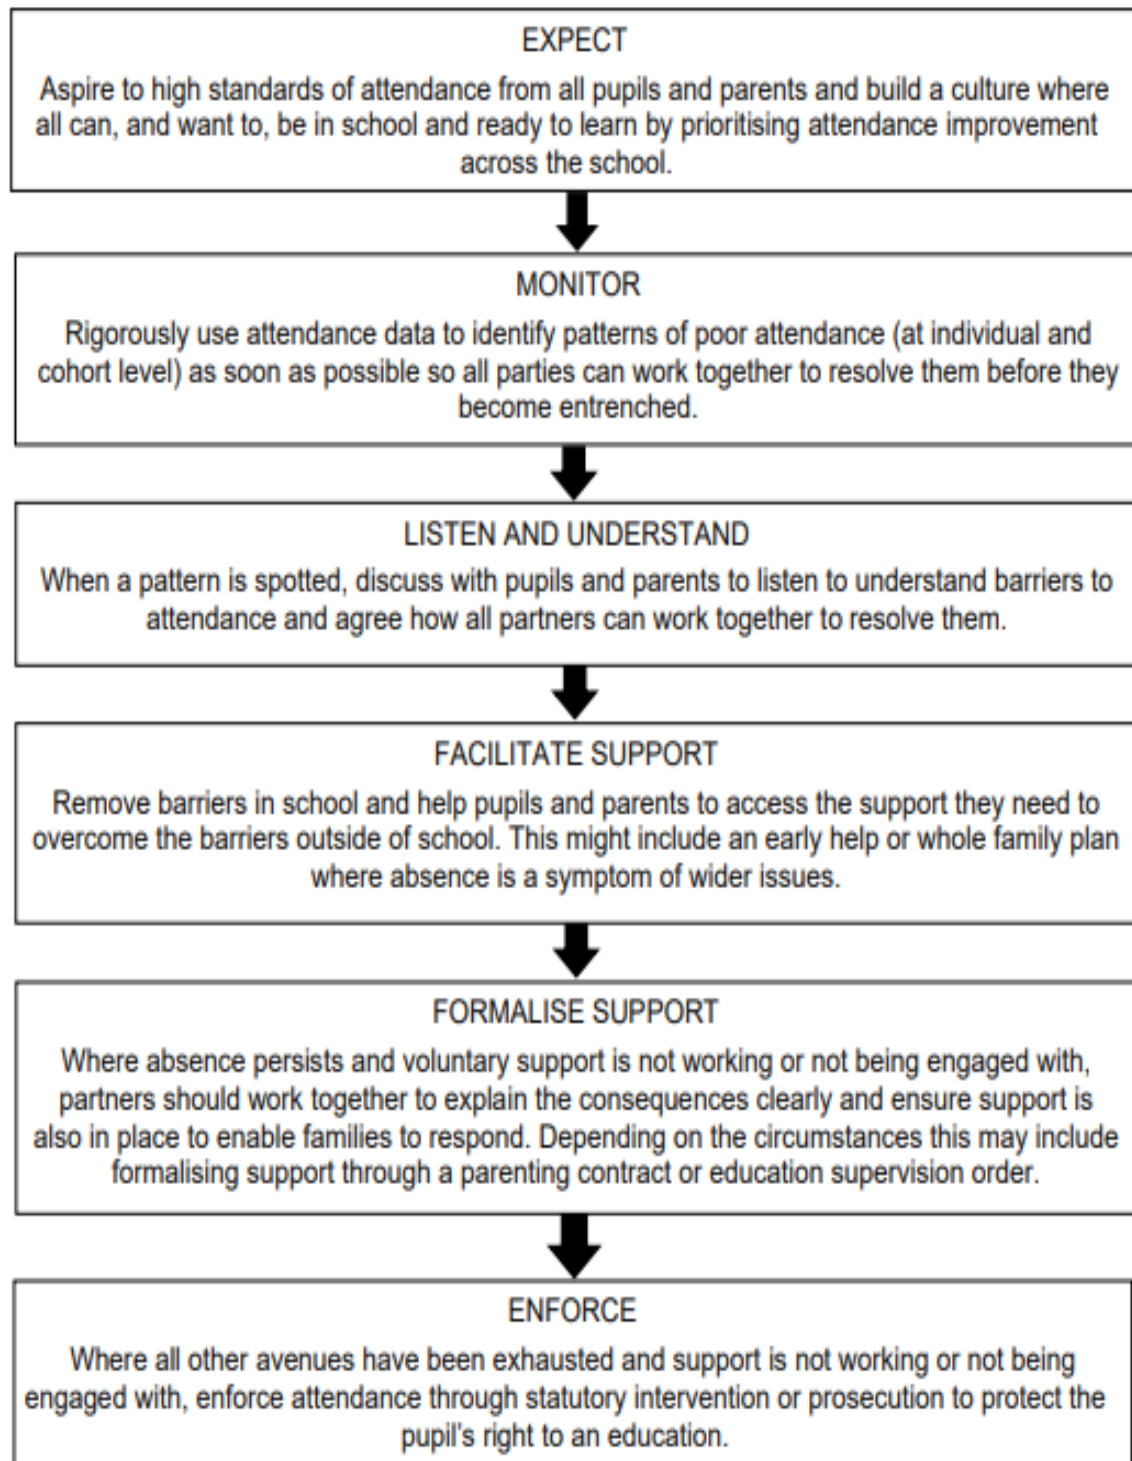 EXPECT
Aspire to high standards of attendance from all pupils and parents and build a culture where
all can, and want to, be in school and ready to learn by prioritising attendance improvement
across the school.
MONITOR
Rigorously use attendance data to identify patterns of poor attendance (at individual and
cohort level) as soon as possible so all parties can work together to resolve them before they
become entrenched.
LISTEN AND UNDERSTAND
When a pattern is spotted, discuss with pupils and parents to listen to understand barriers to
attendance and agree how all partners can work together to resolve them.
FACILITATE SUPPORT
Remove barriers in school and help pupils and parents to access the support they need to
overcome the barriers outside of school. This might include an early help or whole family plan
where absence is a symptom of wider issues.
FORMALISE SUPPORT
Where absence persists and voluntary support is not working or not being engaged with,
partners should work together to explain the consequences clearly and ensure support is
also in place to enable families to respond. Depending on the circumstances this may include
formalising support through a parenting contract or education supervision order.
ENFORCE
Where all other avenues have been exhausted and support is not working or not being
engaged with, enforce attendance through statutory intervention or prosecution to protect the
pupil's right to an education.